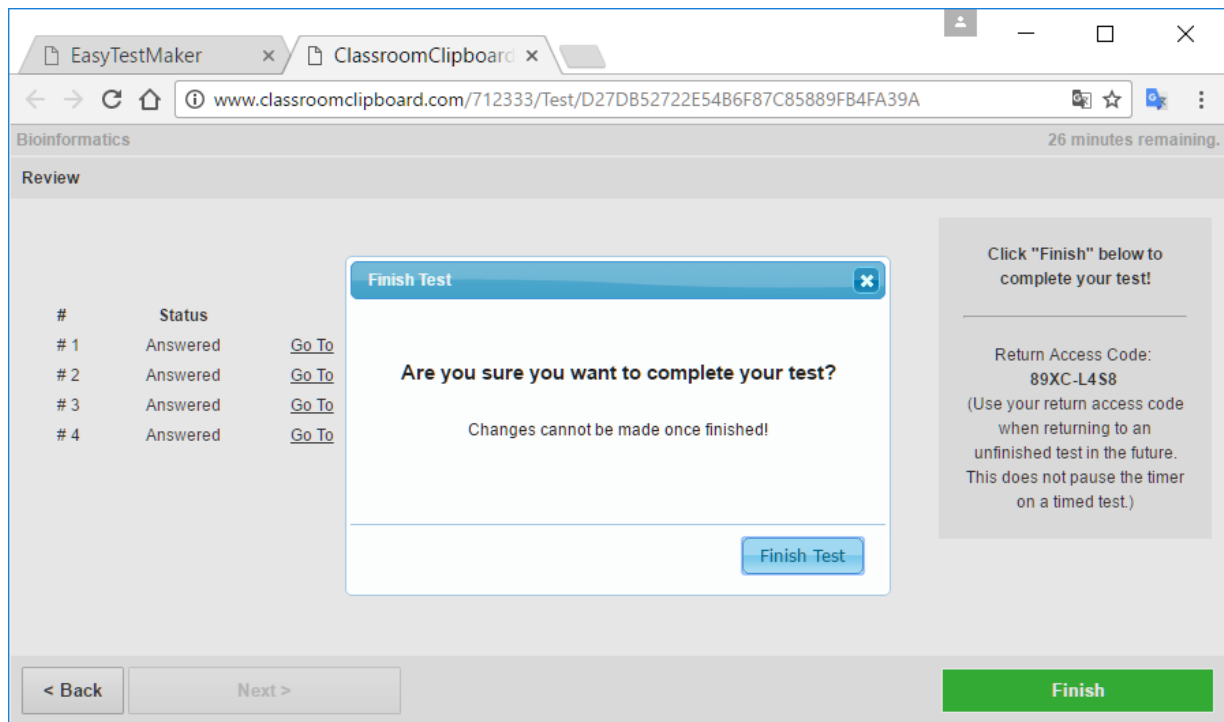 EasyTestMaker
ClassroomClipboard
www.classroomclipboard.com/712333/Test/D27DB52722E54B6F87C85889FB4FA39A
Bioinformatics 26 minutes remaining.
Review
Click "Finish" below to
complete your test!
Return Access Code:
89XC-L4S8
(Use your return access code
when returning to an
unfinished test in the future.
This does not pause the timer
on a timed test.)
# Status
# 1 Answered Go To
# 2 Answered Go To
# 3 Answered Go To
# 4 Answered Go To
Finish Test
Are you sure you want to complete your test?
Changes cannot be made once finished!
Finish Test
< Back Next > Finish